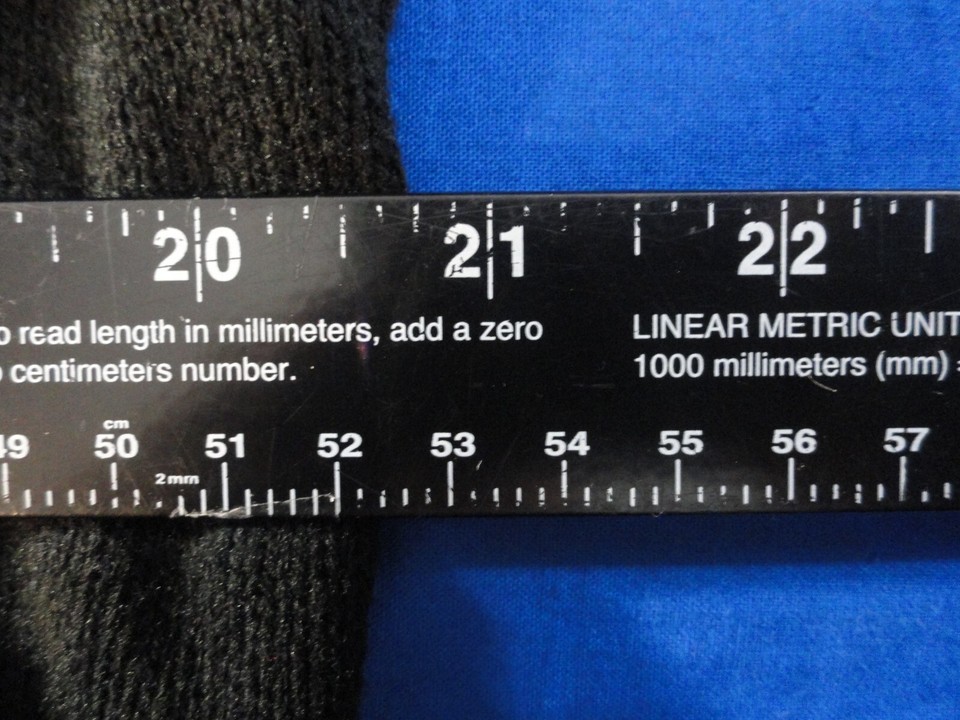 20 21 22
o read length in millimeters, add a zero
centimeters number.
LINEAR METRIC UNIT
1000 millimeters (mm) =
cm
49 50 51 52 53 54 55 56 57
2mm